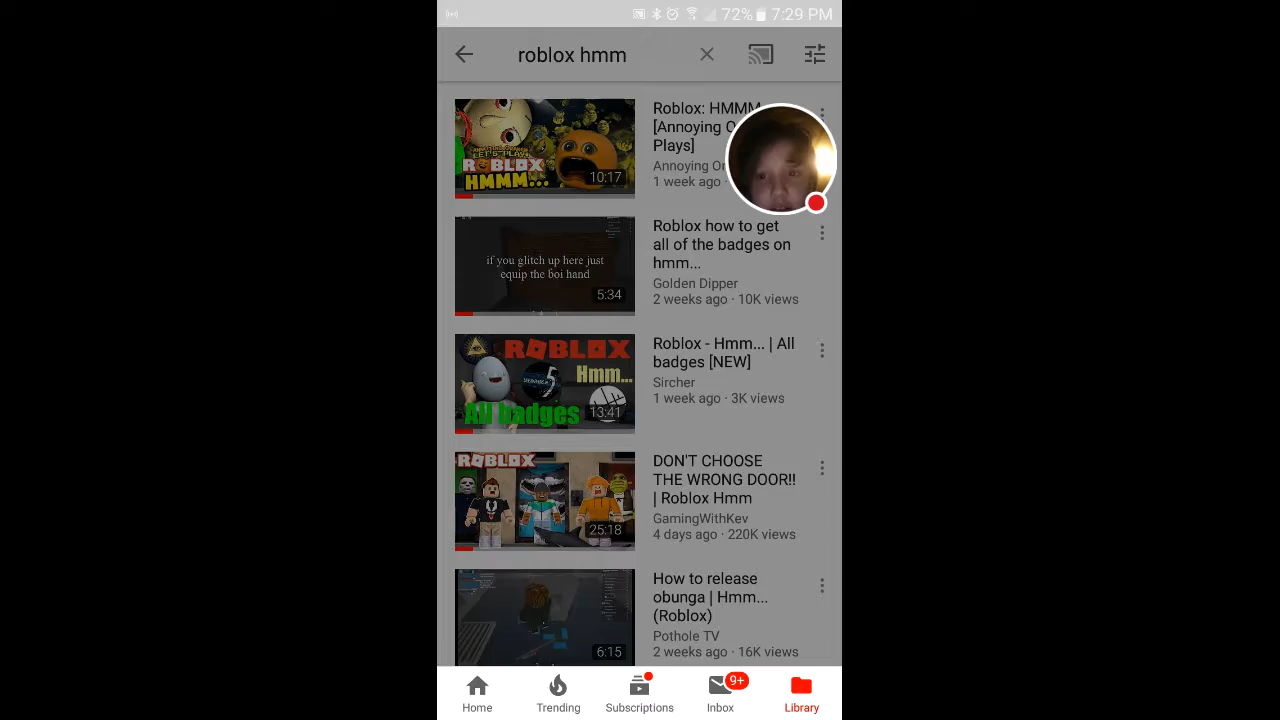 72% 7:29 PM
roblox hmm
Roblox: HMMM
[Annoying O
Plays]
Annoying Or
1 week ago ·
LET'S PLAY
ROBLOX
HMMM...
10:17
Roblox how to get
all of the badges on
hmm...
Golden Dipper
2 weeks ago · 10K views
if you glitch up here just
equip the boi hand
5:34
Roblox - Hmm... | All
badges [NEW]
Sircher
1 week ago · 3K views
ROBLOX
Hmm...
All badges
13:41
DON'T CHOOSE
THE WRONG DOOR!!
| Roblox Hmm
GamingWithKev
4 days ago · 220K views
ROBLOX
25:18
How to release
obunga | Hmm...
(Roblox)
Pothole TV
2 weeks ago · 16K views
6:15
9+
Home Trending Subscriptions Inbox Library